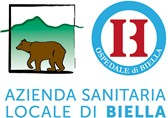 OSPEDALE di BIELLA
H
AZIENDA SANITARIA
LOCALE DI BIELLA